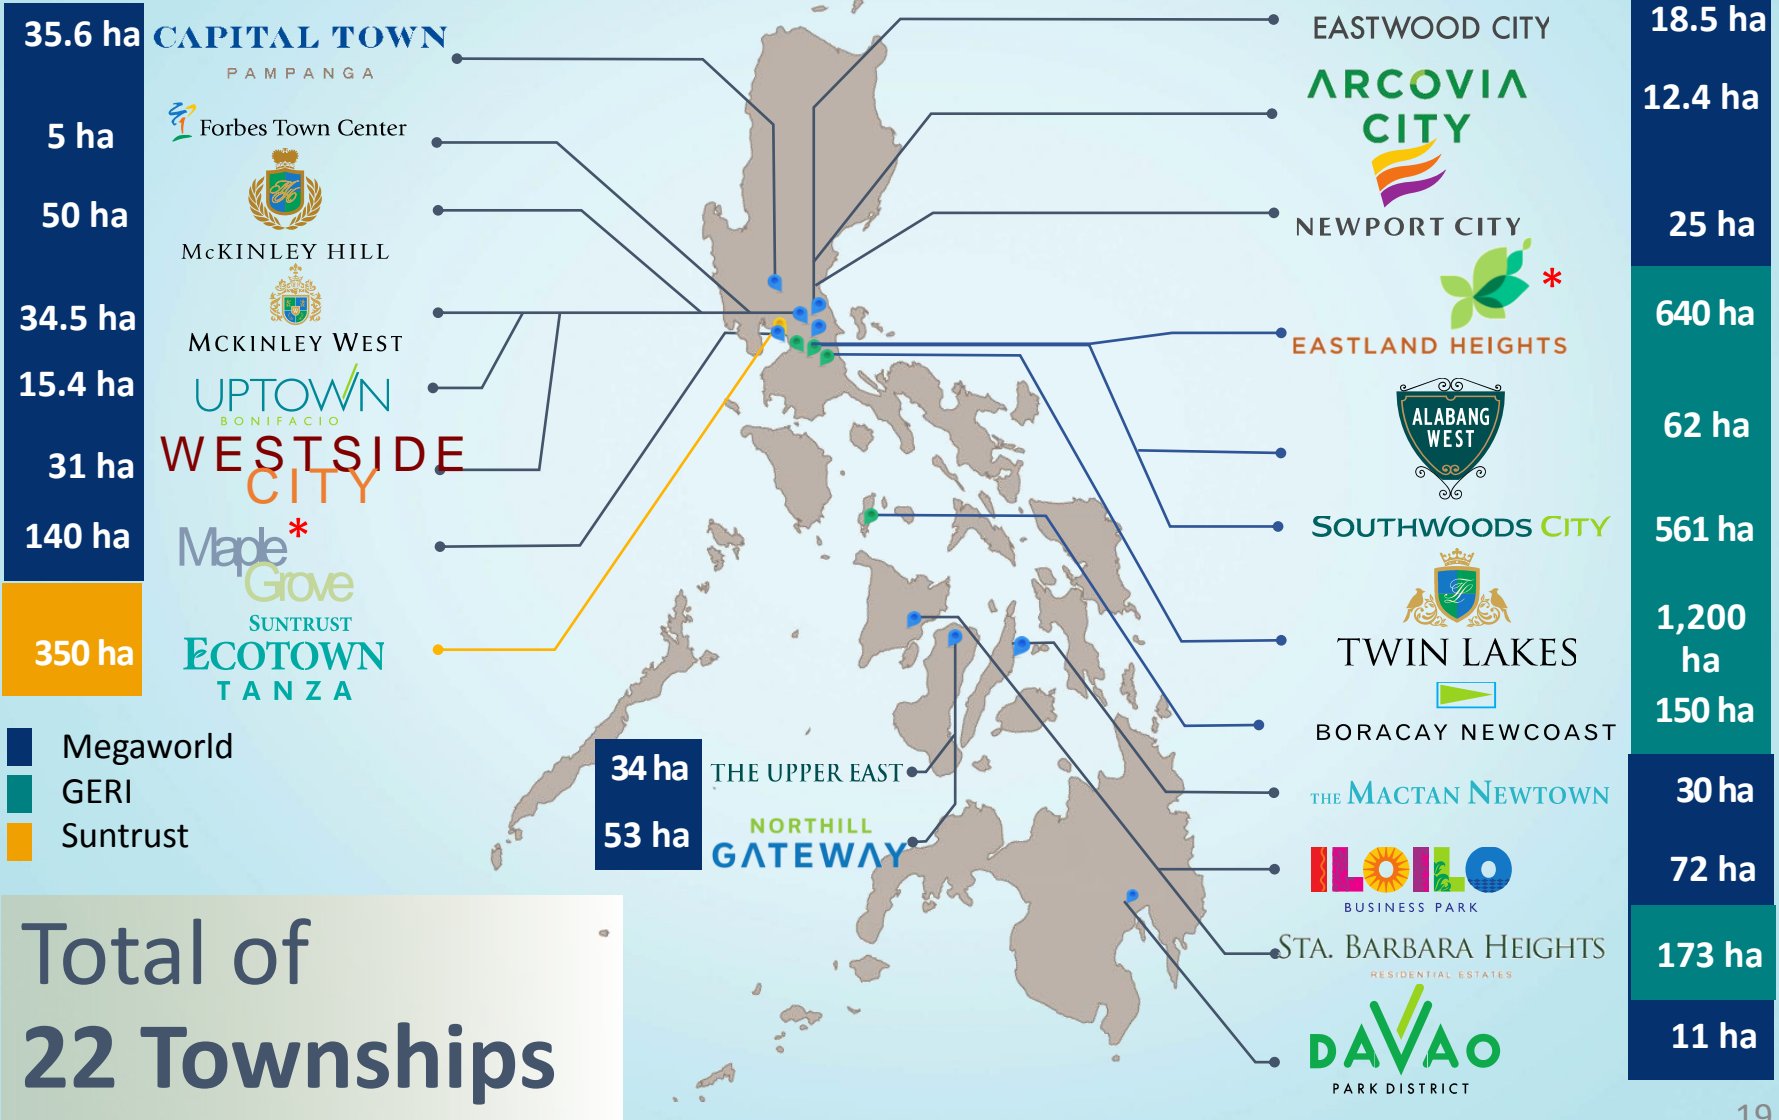 35.6 ha
CAPITAL TOWN
PAMPANGA
5 ha
Forbes Town Center
50 ha
McKINLEY HILL
34.5 ha
MCKINLEY WEST
15.4 ha
UPTOWN
BONIFACIO
31 ha
WESTSIDE
CITY
140 ha
Maple*
Grove
350 ha
SUNTRUST
ECOTOWN
TANZA
Megaworld
GERI
Suntrust
34 ha
THE UPPER EAST
53 ha
NORTHILL
GATEWAY
Total of
22 Townships
EASTWOOD CITY
18.5 ha
ARCOVIA
CITY
12.4 ha
NEWPORT CITY
25 ha
*
EASTLAND HEIGHTS
640 ha
ALABANG
WEST
62 ha
SOUTHWOODS CITY
561 ha
TWIN LAKES
1,200
ha
BORACAY NEWCOAST
150 ha
THE MACTAN NEWTOWN
30 ha
ILOILO
BUSINESS PARK
72 ha
STA. BARBARA HEIGHTS
RESIDENTIAL ESTATES
173 ha
DAVAO
PARK DISTRICT
11 ha
19